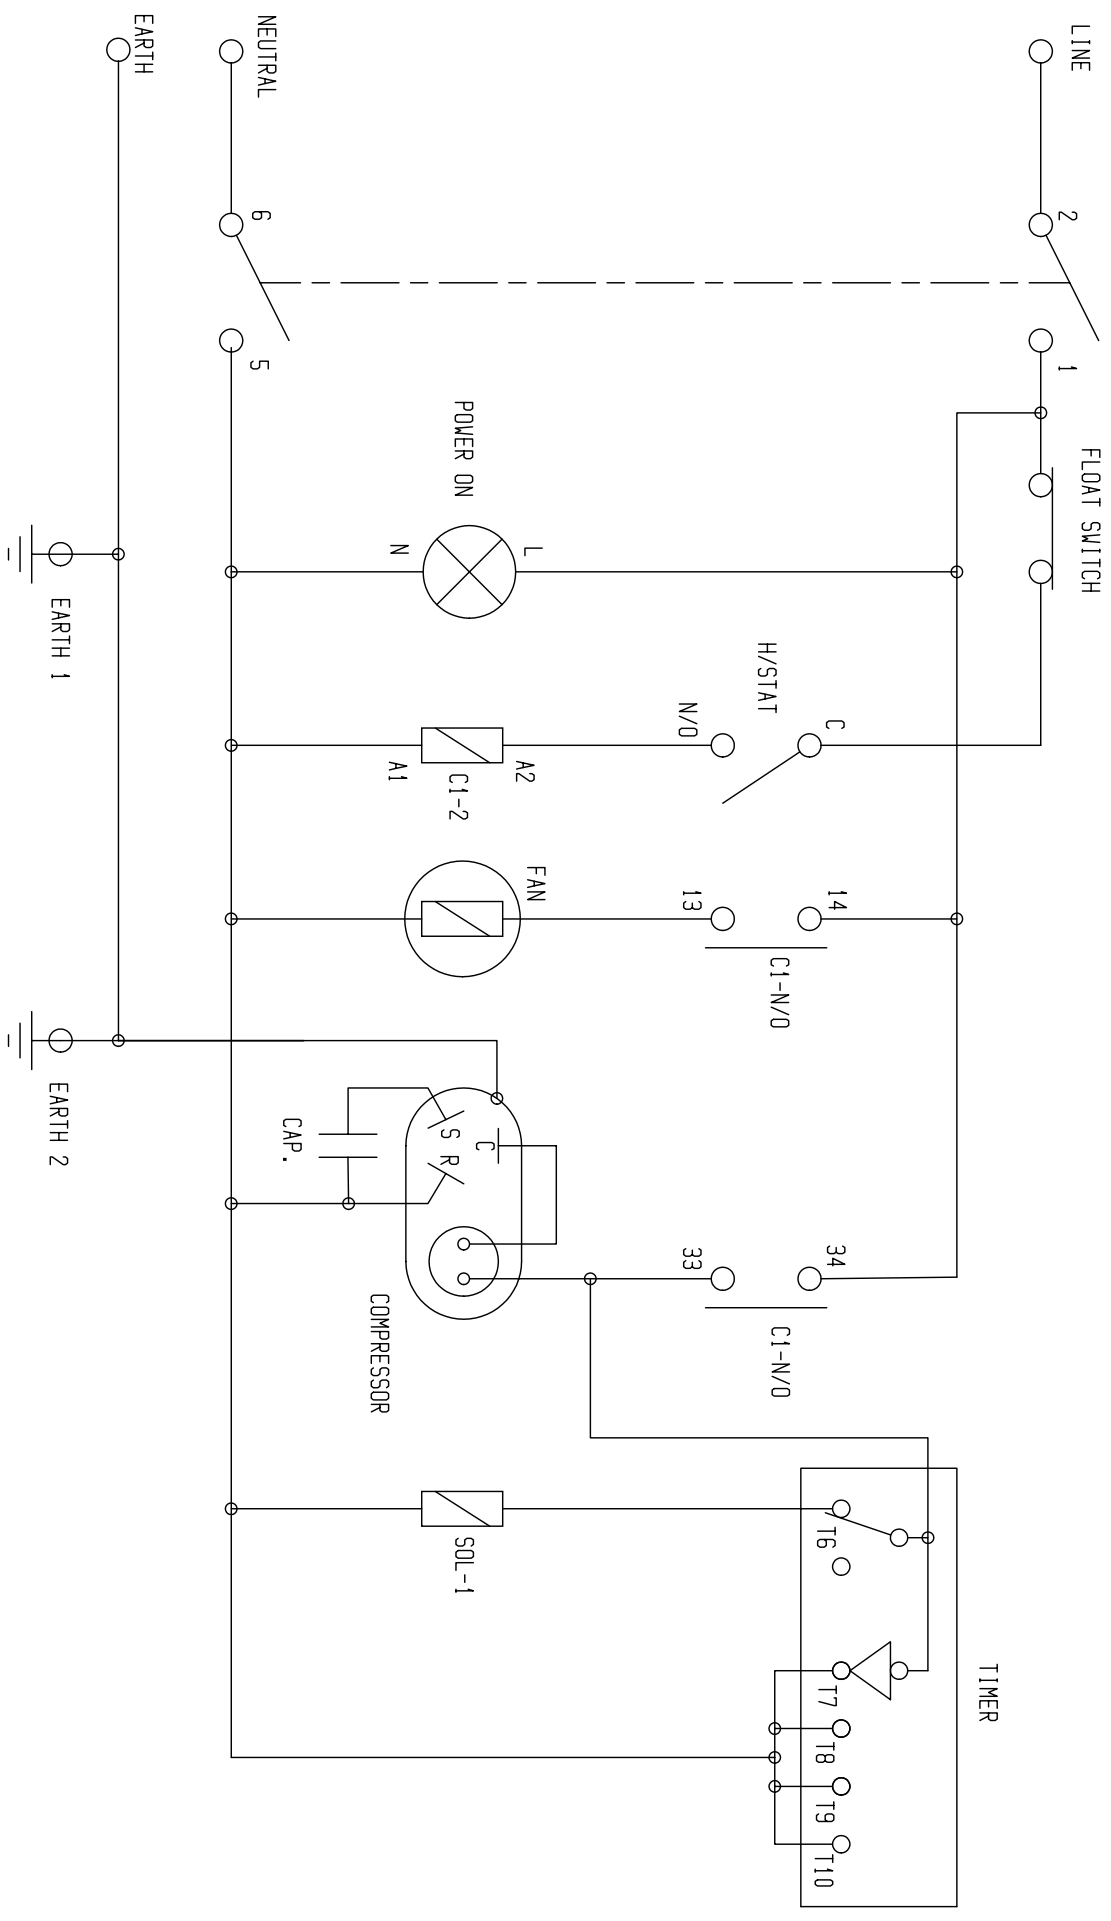 LINE
NEUTRAL
EARTH
2
6
1
5
FLOAT SWITCH
POWER ON
L
N
EARTH 1
H/STAT
C
N/O
A2
A1
C1-2
FAN
14
13
C1-N/O
EARTH 2
CAP.
S
R
C
COMPRESSOR
34
33
C1-N/O
SOL-1
TIMER
T6
T7
T8
T9
T10